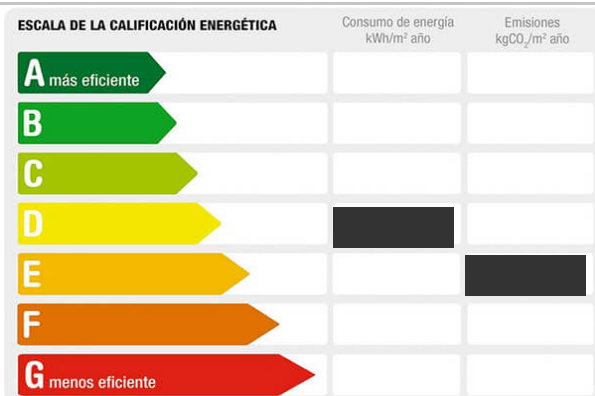 ESCALA DE LA CALIFICACIÓN ENERGÉTICA
Consumo de energía
kWh/m² año
Emisiones
kgCO₂/m² año
A más eficiente
B
C
D
E
F
G menos eficiente